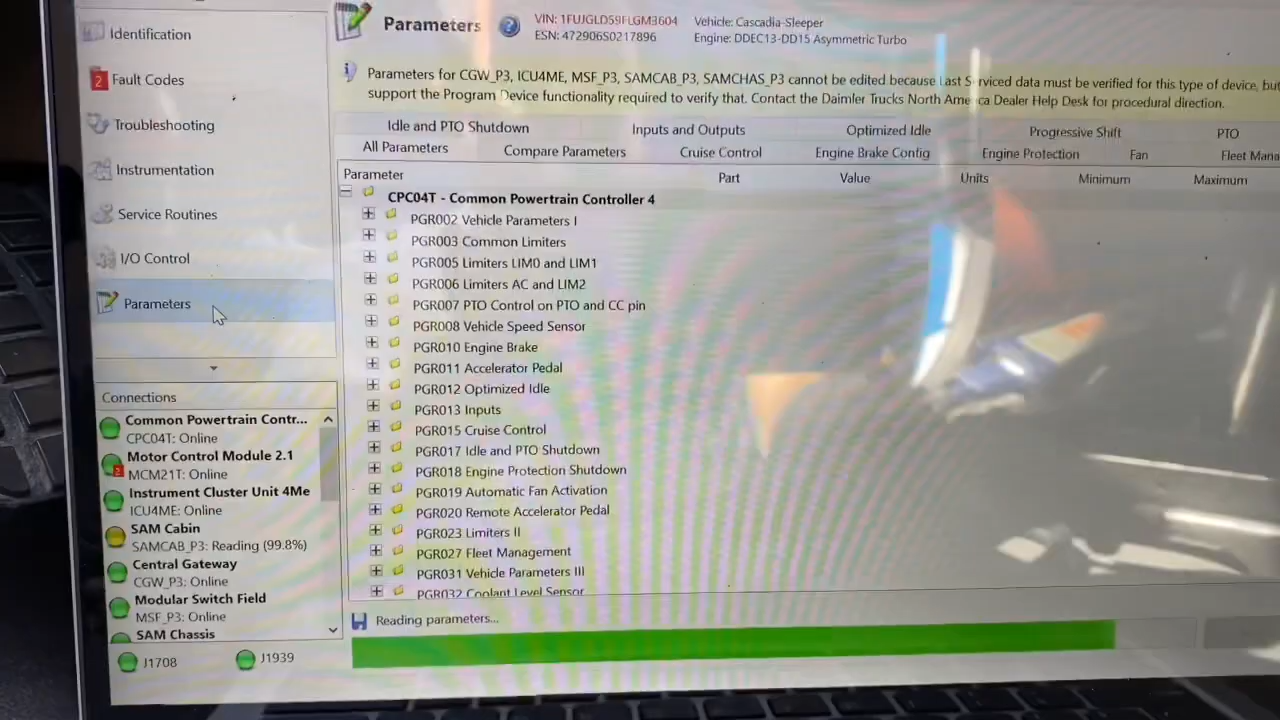 Identification
2 Fault Codes
Troubleshooting
Instrumentation
Service Routines
I/O Control
Parameters
Connections
Common Powertrain Contr...
CPC04T: Online
Motor Control Module 2.1
2 MCM21T: Online
Instrument Cluster Unit 4Me
ICU4ME: Online
SAM Cabin
SAMCAB_P3: Reading (99.8%)
Central Gateway
CGW_P3: Online
Modular Switch Field
MSF_P3: Online
SAM Chassis
J1708 J1939
Parameters
VIN: 1FUJGLD59FLGM3604
ESN: 472906S0217896
Vehicle: Cascadia-Sleeper
Engine: DDEC13-DD15 Asymmetric Turbo
Parameters for CGW_P3, ICU4ME, MSF_P3, SAMCAB_P3, SAMCHAS_P3 cannot be edited because Last Serviced data must be verified for this type of device, but
support the Program Device functionality required to verify that. Contact the Daimler Trucks North America Dealer Help Desk for procedural direction.
Idle and PTO Shutdown Inputs and Outputs Optimized Idle Progressive Shift PTO
All Parameters Compare Parameters Cruise Control Engine Brake Config Engine Protection Fan Fleet Mana
Parameter Part Value Units Minimum Maximum
CPC04T - Common Powertrain Controller 4
PGR002 Vehicle Parameters I
PGR003 Common Limiters
PGR005 Limiters LIM0 and LIM1
PGR006 Limiters AC and LIM2
PGR007 PTO Control on PTO and CC pin
PGR008 Vehicle Speed Sensor
PGR010 Engine Brake
PGR011 Accelerator Pedal
PGR012 Optimized Idle
PGR013 Inputs
PGR015 Cruise Control
PGR017 Idle and PTO Shutdown
PGR018 Engine Protection Shutdown
PGR019 Automatic Fan Activation
PGR020 Remote Accelerator Pedal
PGR023 Limiters II
PGR027 Fleet Management
PGR031 Vehicle Parameters III
PGR032 Coolant Level Sensor
Reading parameters...